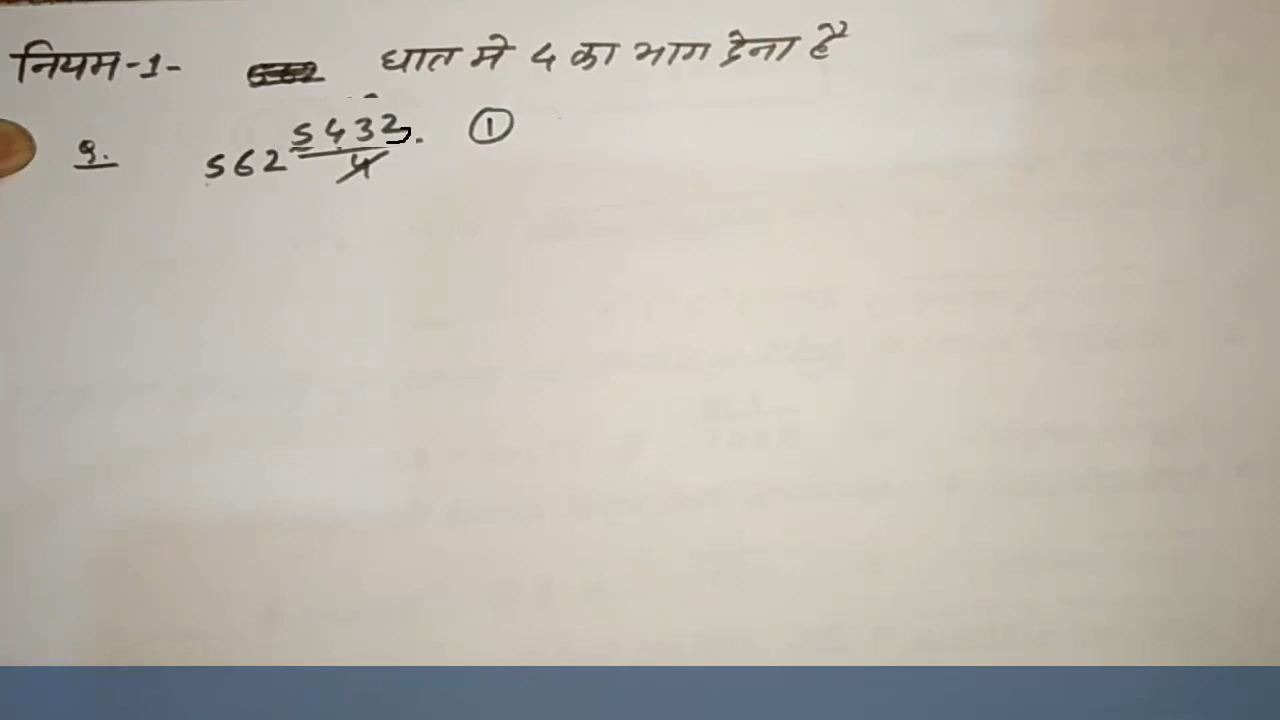 नियम-1- घात मे 4 का भाग देना है
Q. 562^5432/4 ①